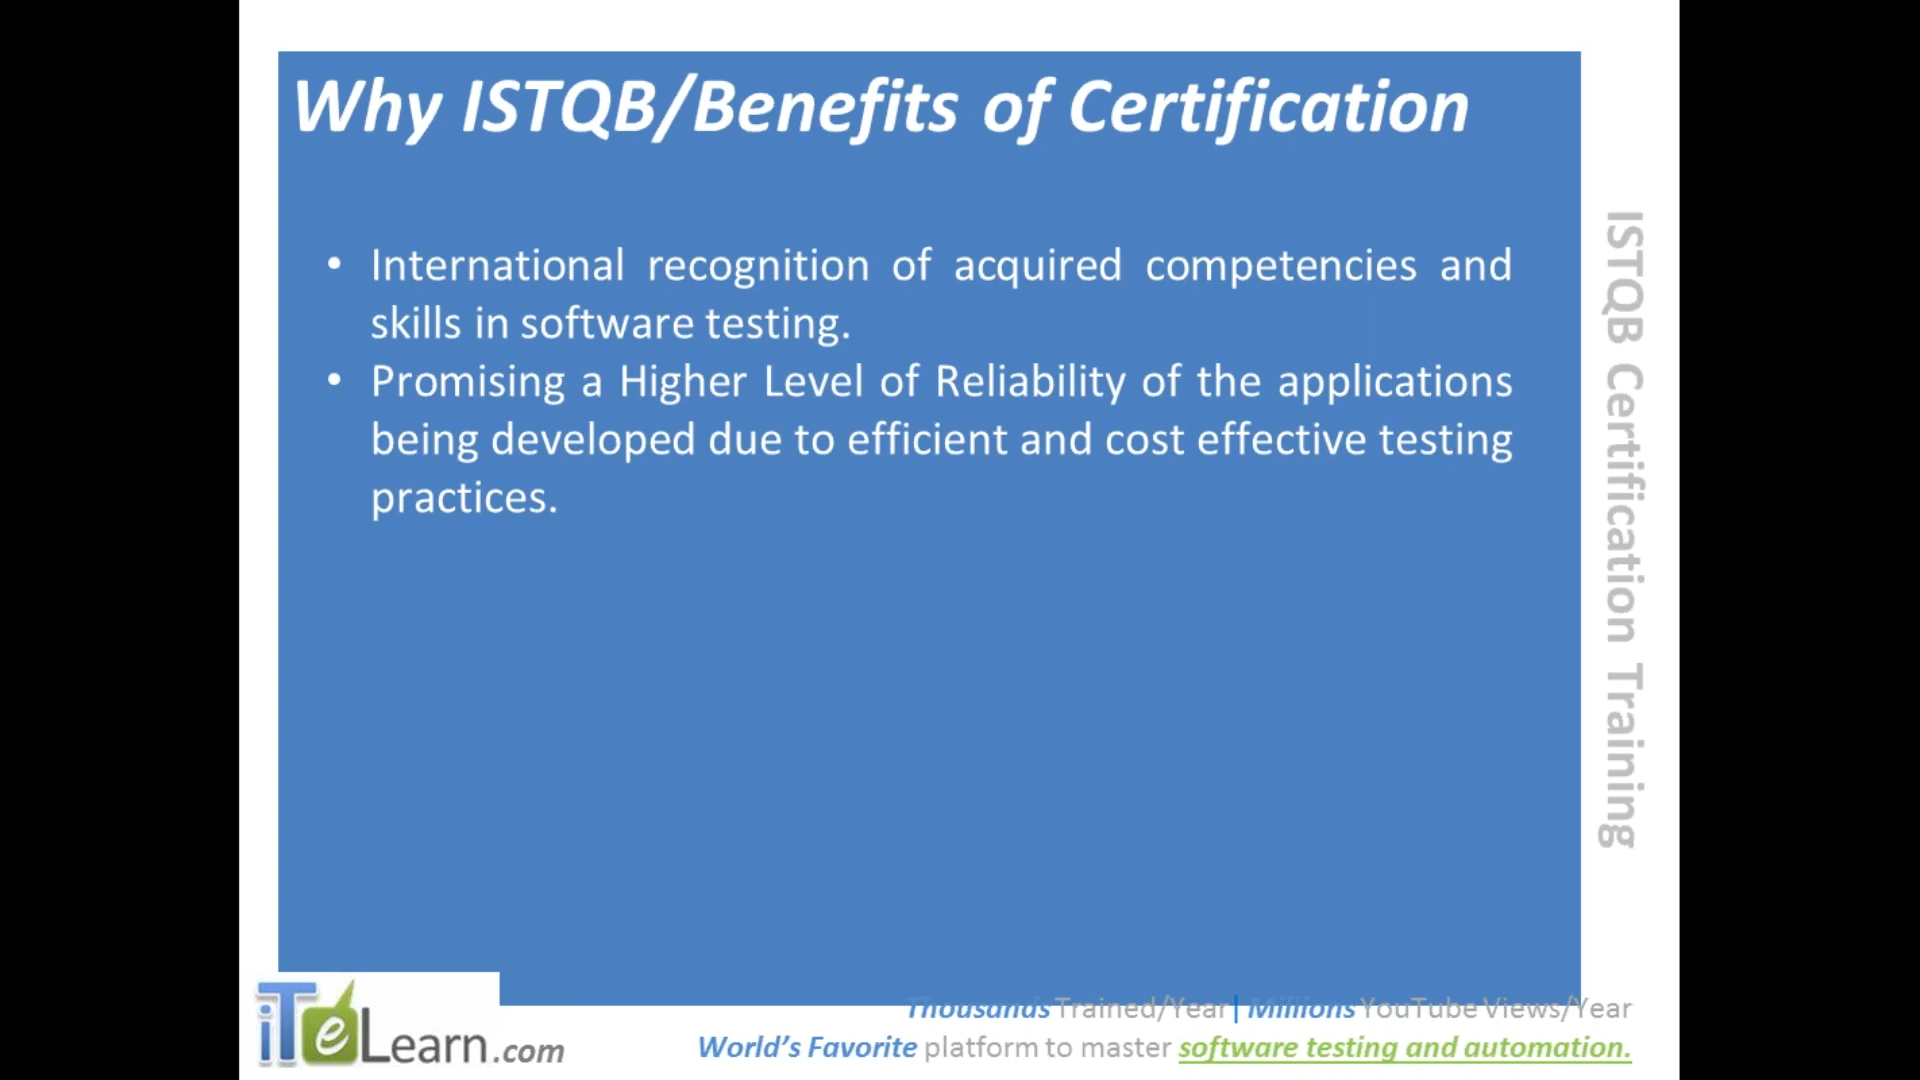 Why ISTQB/Benefits of Certification
• International recognition of acquired competencies and
skills in software testing.
• Promising a Higher Level of Reliability of the applications
being developed due to efficient and cost effective testing
practices.
ISTQB Certification Training
iTeLearn.com
Thousands Trained/Year | Millions YouTube Views/Year
World's Favorite platform to master software testing and automation.